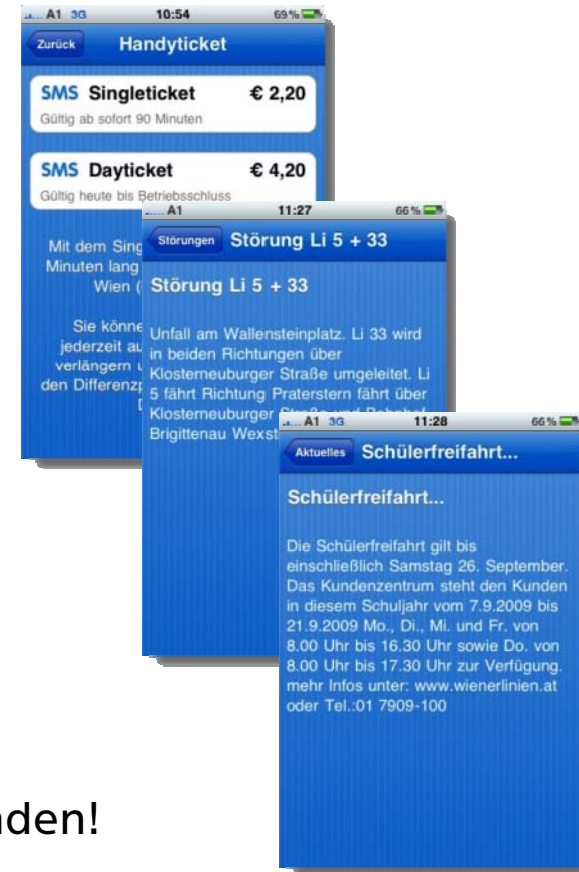 A1 3G 10:54 69%
Zurück Handyticket
SMS Singleticket € 2,20
Gültig ab sofort 90 Minuten
SMS Dayticket € 4,20
Gültig heute bis Betriebsschluss
Mit dem
Minuten lang
Wien
Sie
jederzeit
verlängern
den
A1 11:27 66%
Störungen Störung Li 5 + 33
Störung Li 5 + 33
Unfall am Wallensteinplatz. Li 33 wird
in beiden Richtungen über
Klosterneuburger Straße umgeleitet. Li
5 fährt Richtung Praterstern fährt über
Klosterneuburger Straße und Bahnhof
Brigittenau
A1 3G 11:28 66%
Aktuelles Schülerfreifahrt...
Schülerfreifahrt...
Die Schülerfreifahrt gilt bis
einschließlich Samstag 26. September.
Das Kundenzentrum steht den Kunden
in diesem Schuljahr vom 7.9.2009 bis
21.9.2009 Mo., Di., Mi. und Fr. von
8.00 Uhr bis 16.30 Uhr sowie Do. von
8.00 Uhr bis 17.30 Uhr zur Verfügung.
mehr Infos unter: www.wienerlinien.at
oder Tel.:01 7909-100
nden!